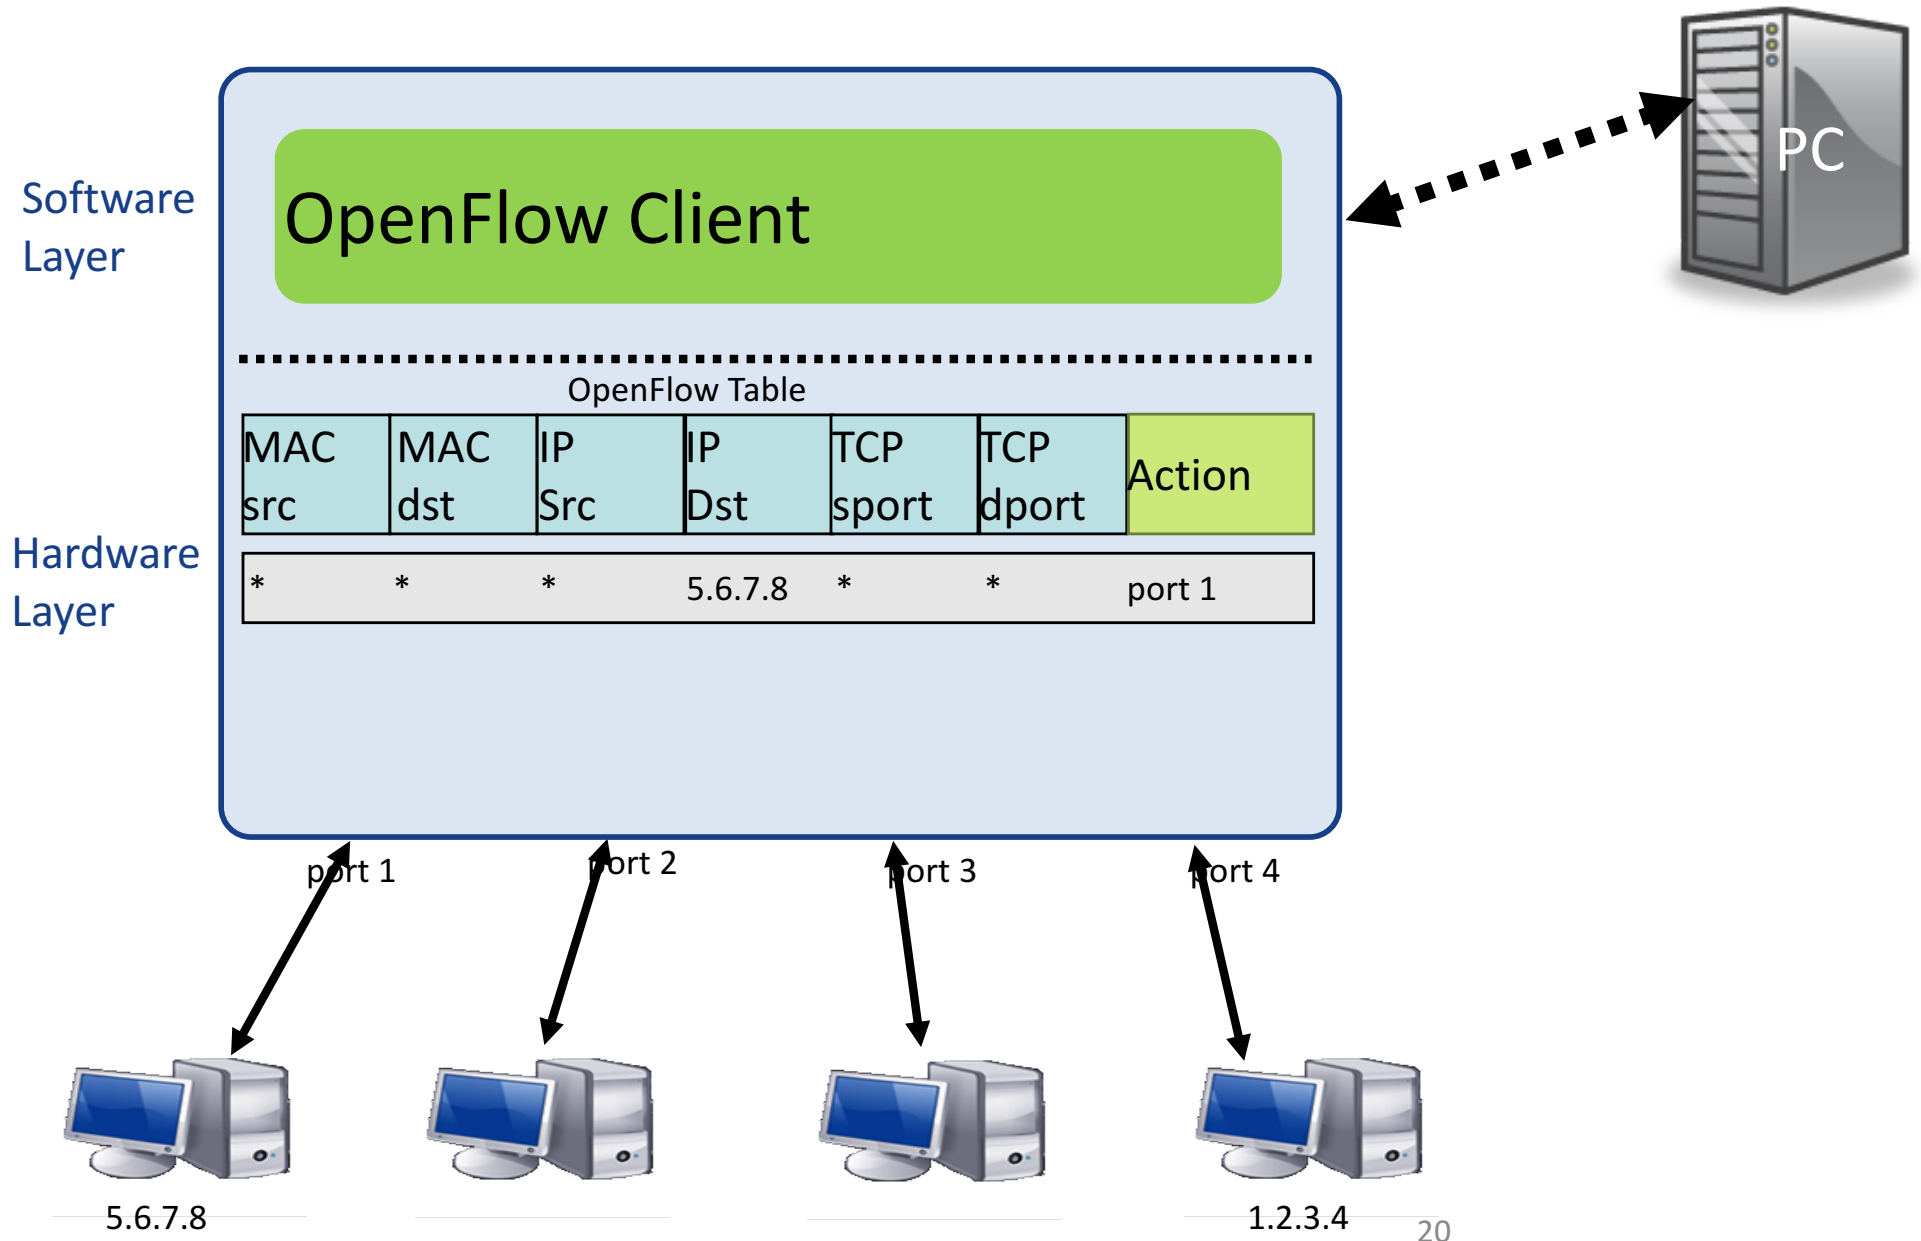 PC
Software
Layer
OpenFlow Client
OpenFlow Table
MAC src
MAC dst
IP Src
IP Dst
TCP sport
TCP dport
Action
Hardware
Layer
* * * 5.6.7.8 * * port 1
port 1 port 2 port 3 port 4
5.6.7.8 1.2.3.4
20